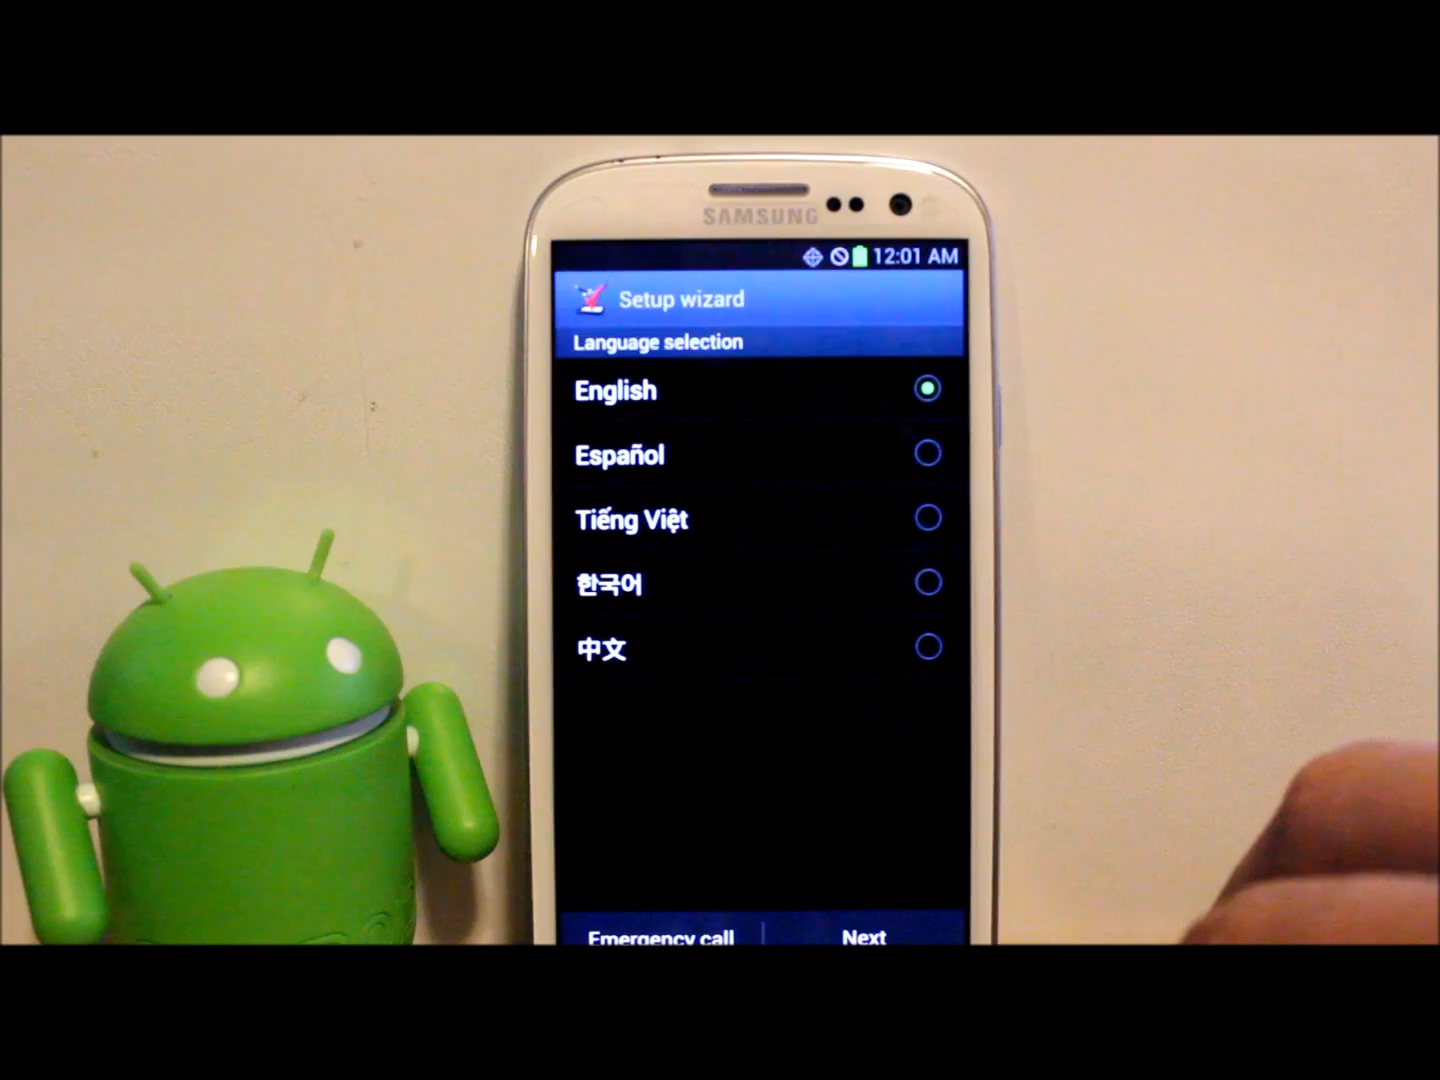 SAMSUNG
12:01 AM
Setup wizard
Language selection
English
Español
Tiếng Việt
한국어
中文
Emergency call
Next